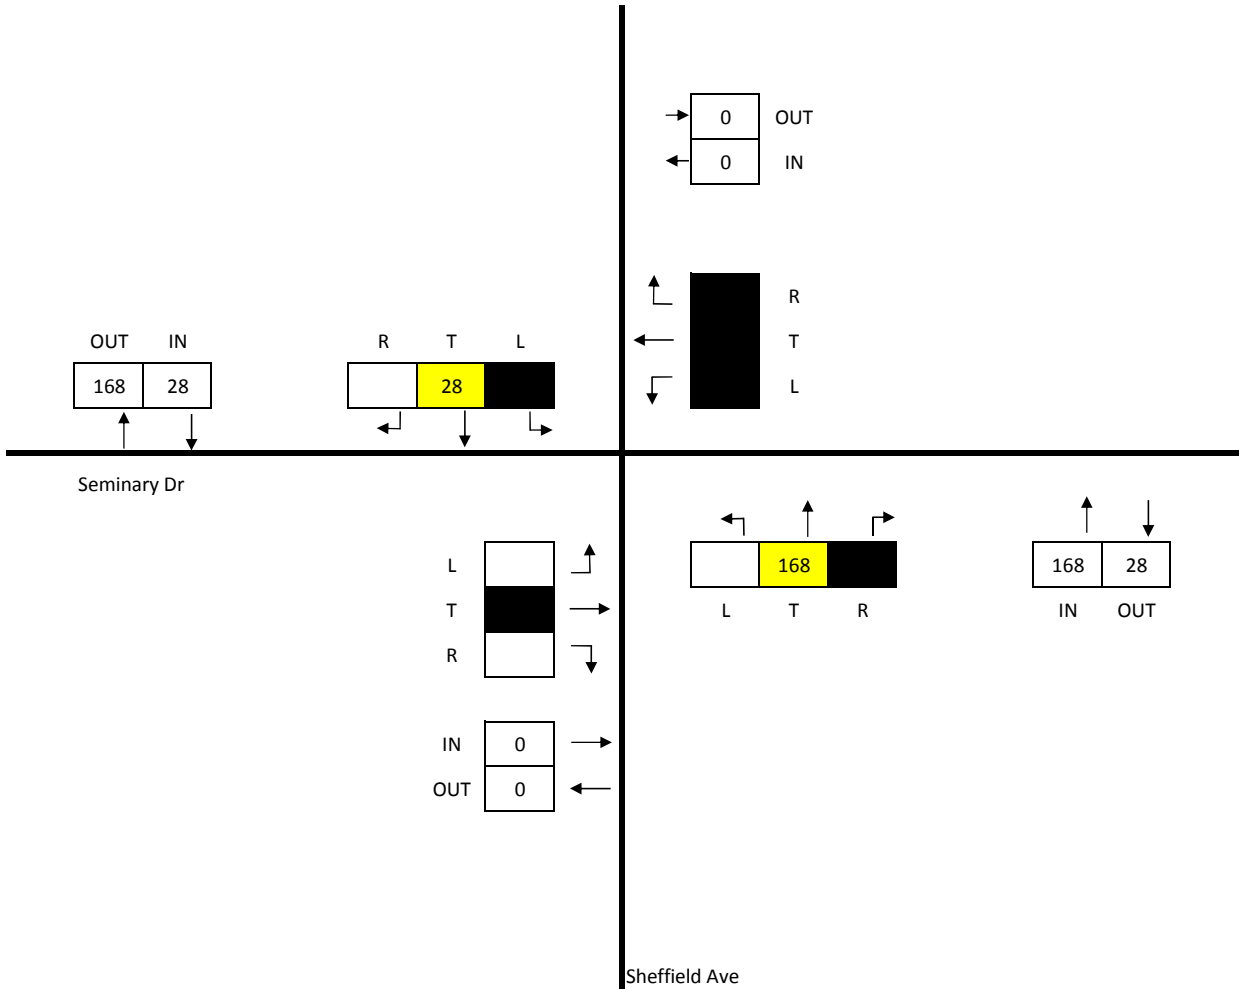 0 OUT
0 IN
R
T
L
OUT IN
168 28
R T L
28
Seminary Dr
L
T
R
168
L T R
168 28
IN OUT
IN 0
OUT 0
Sheffield Ave